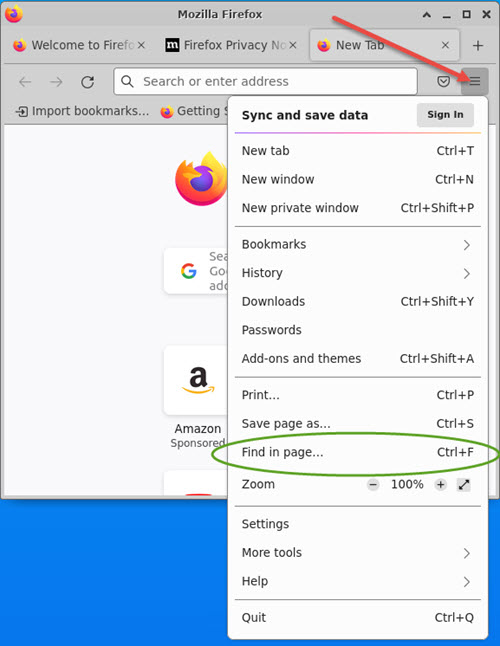 Mozilla Firefox
Welcome to Firefo
Firefox Privacy No
New Tab
Search or enter address
Import bookmarks...
Getting S
Sync and save data Sign In
New tab Ctrl+T
New window Ctrl+N
New private window Ctrl+Shift+P
Bookmarks
History
Downloads Ctrl+Shift+Y
Passwords
Add-ons and themes Ctrl+Shift+A
Print... Ctrl+P
Save page as... Ctrl+S
Find in page... Ctrl+F
Zoom 100%
Settings
More tools
Help
Quit Ctrl+Q
Sea
Goo
add
Amazon
Sponsored